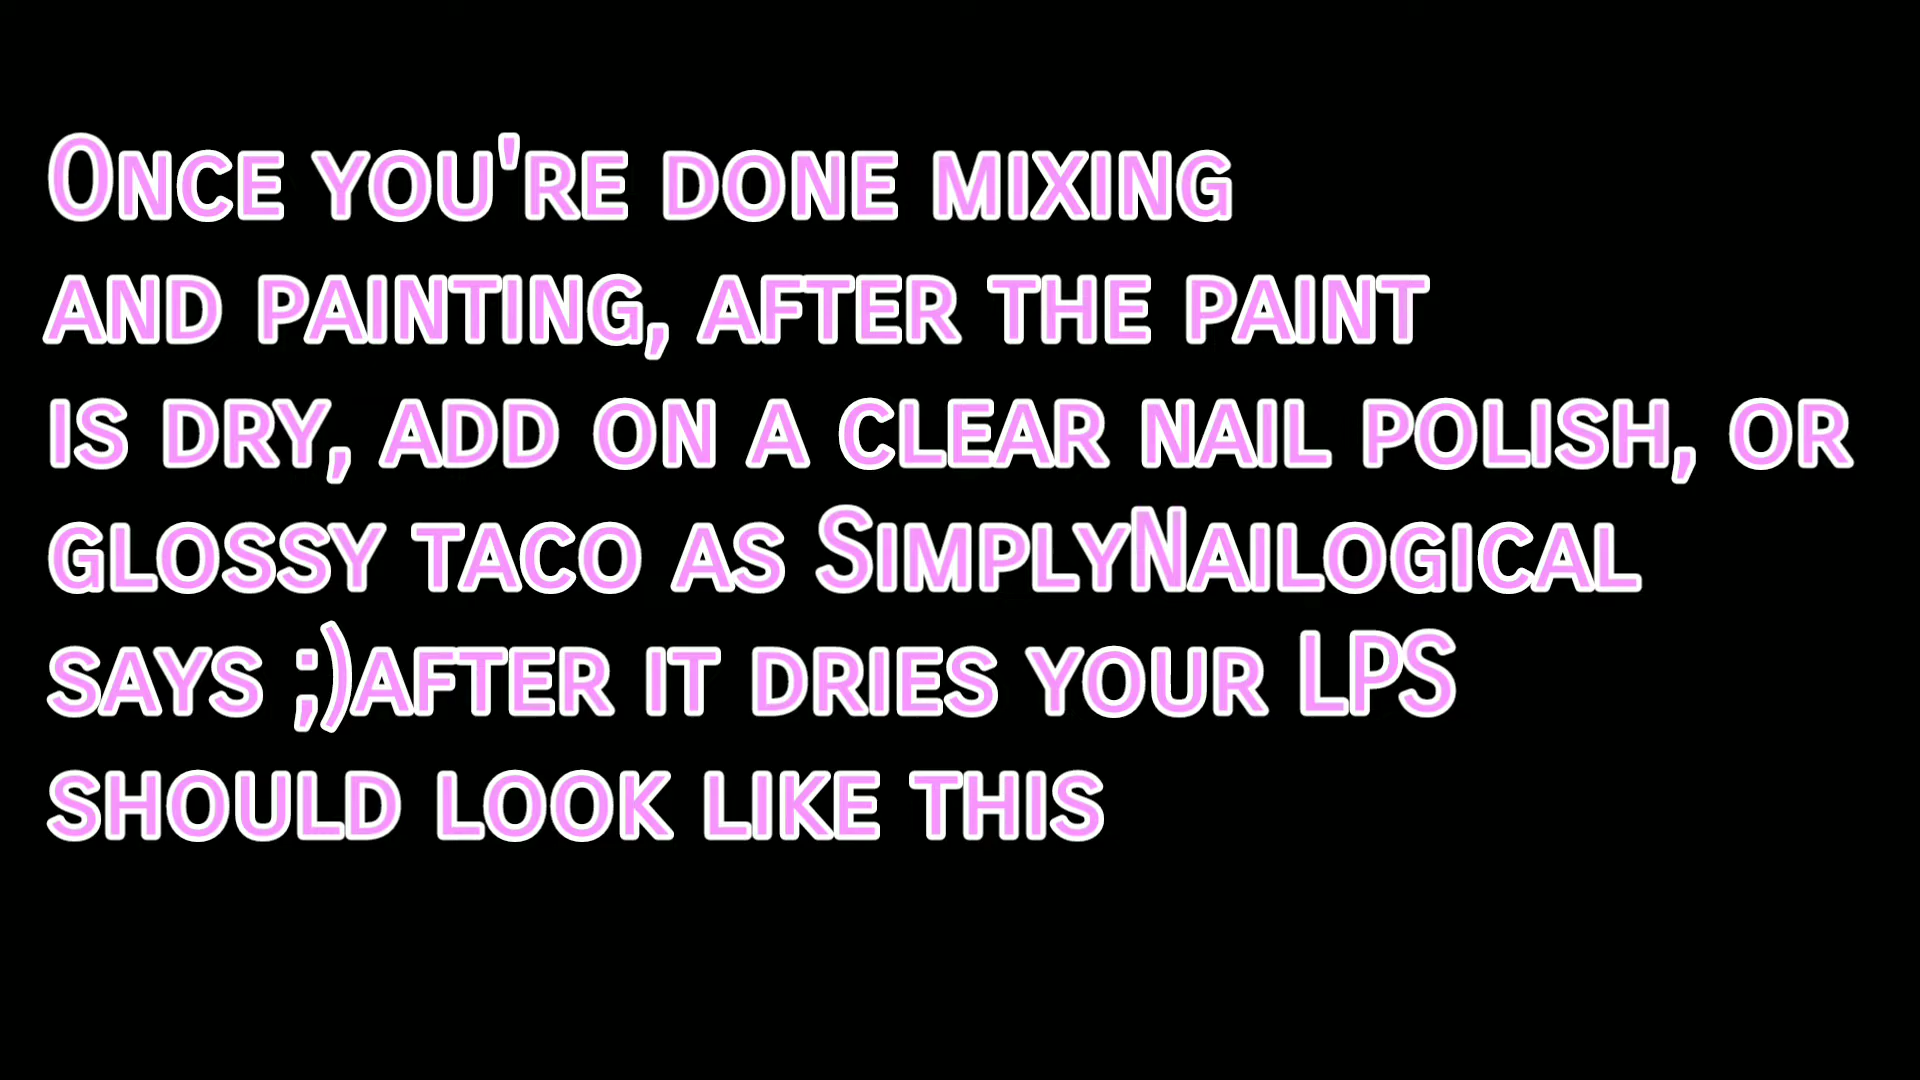 Once you're done mixing
and painting, after the paint
is dry, add on a clear nail polish, or
glossy taco as SimplyNailogical
says ;)after it dries your LPS
should look like this